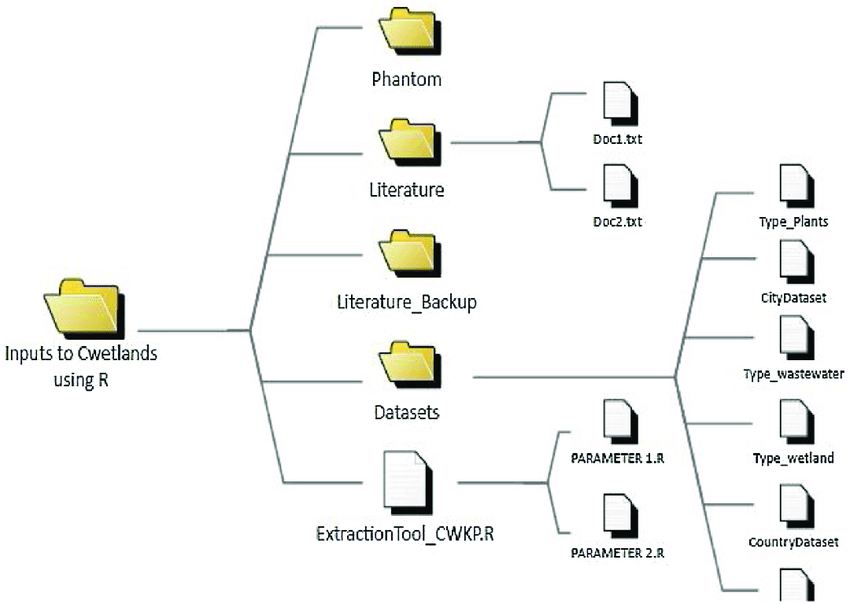 Phantom
Literature
Doc1.txt
Doc2.txt
Literature_Backup
Inputs to Cwetlands
using R
Datasets
Type_Plants
CityDataset
Type_wastewater
Type_wetland
CountryDataset
ExtractionTool_CWKP.R
PARAMETER 1.R
PARAMETER 2.R